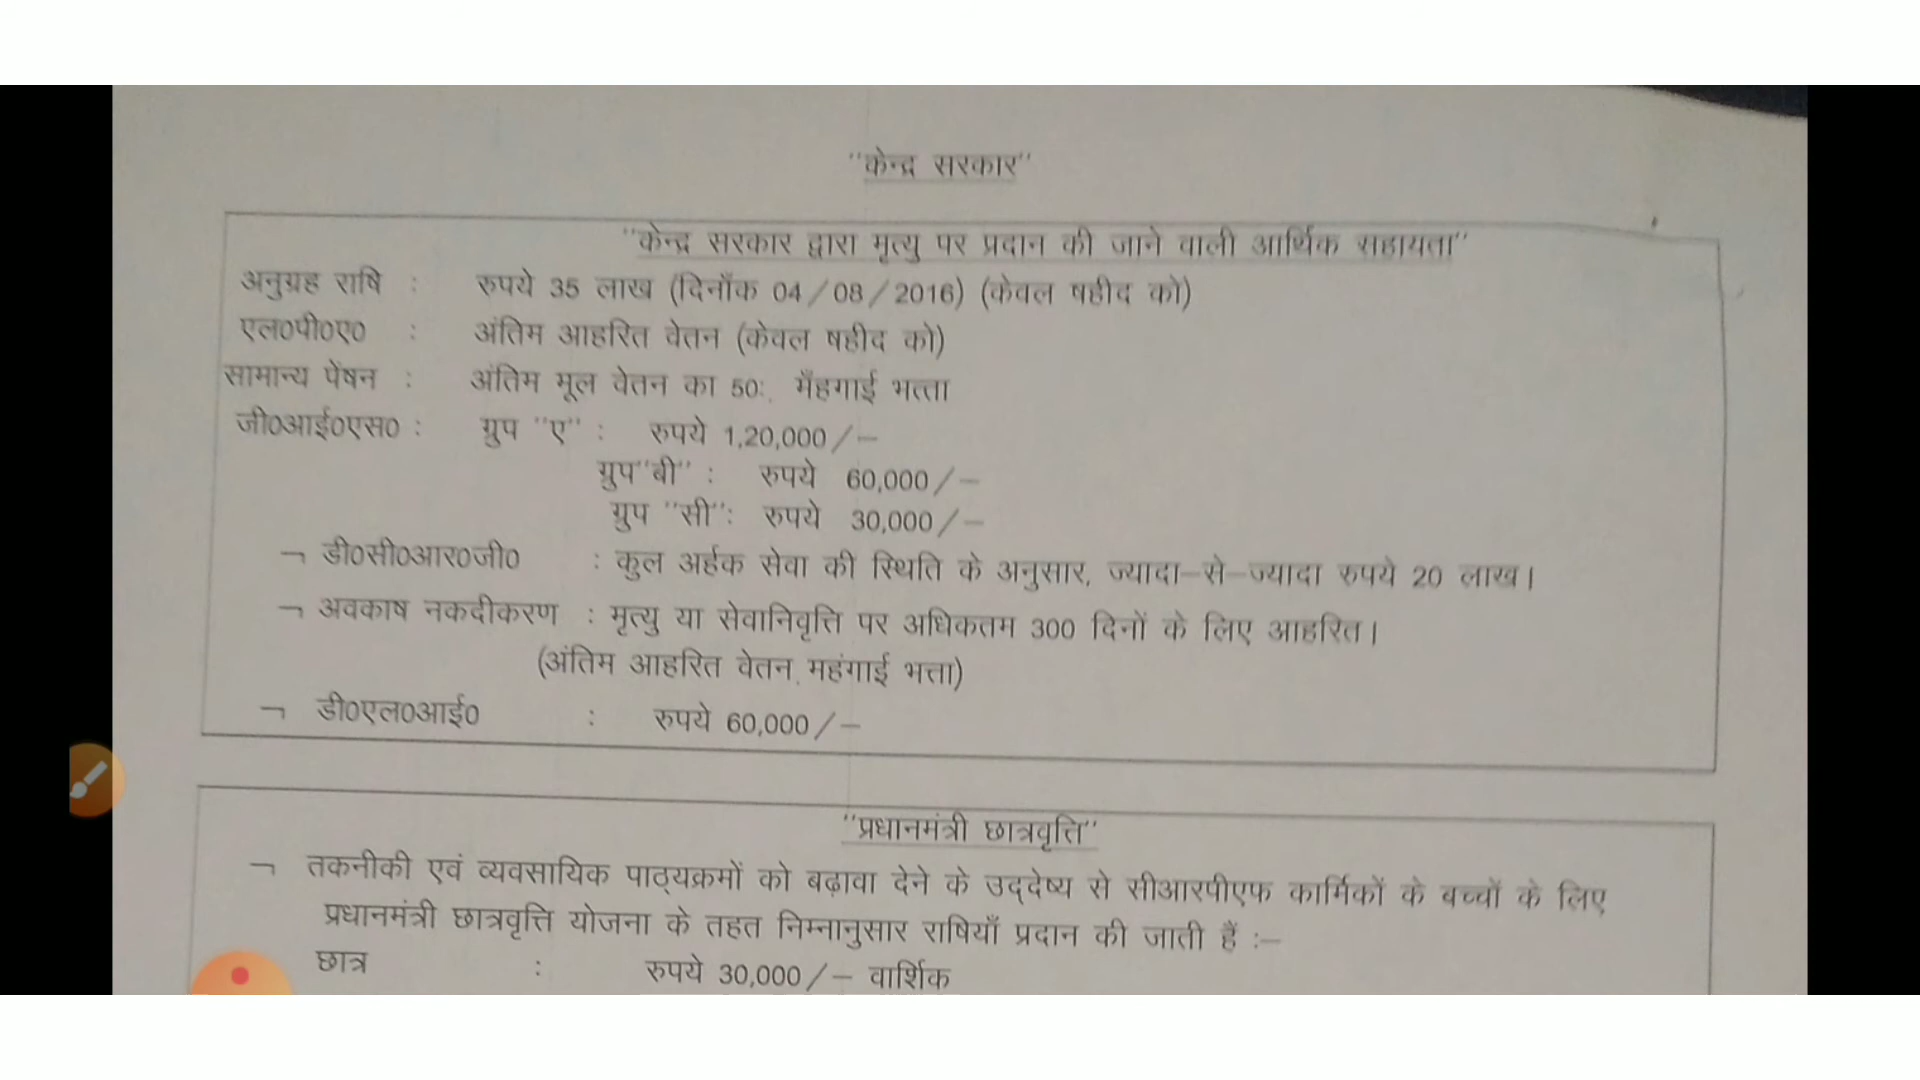 "केन्द्र सरकार"
"केन्द्र सरकार द्वारा मृत्यु पर प्रदान की जाने वाली आर्थिक सहायता"
अनुग्रह राषि : रुपये 35 लाख (दिनाँक 04/08/2016) (केवल षहीद को)
एल0पी0ए0 : अंतिम आहरित वेतन (केवल षहीद को)
सामान्य पेंषन : अंतिम मूल वेतन का 50:. मँहगाई भत्ता
जी0आई0एस0 : ग्रुप "ए" : रुपये 1,20,000/–
ग्रुप"बी" : रुपये 60,000/–
ग्रुप "सी": रुपये 30,000/–
¬ डी0सी0आर0जी0 : कुल अर्हक सेवा की स्थिति के अनुसार, ज्यादा–से–ज्यादा रुपये 20 लाख।
¬ अवकाष नकदीकरण : मृत्यु या सेवानिवृत्ति पर अधिकतम 300 दिनों के लिए आहरित।
(अंतिम आहरित वेतन. महंगाई भत्ता)
¬ डी0एल0आई0 : रुपये 60,000/–
"प्रधानमंत्री छात्रवृत्ति"
¬ तकनीकी एवं व्यवसायिक पाठ्यक्रमों को बढ़ावा देने के उद्देष्य से सीआरपीएफ कार्मिकों के बच्चों के लिए
प्रधानमंत्री छात्रवृत्ति योजना के तहत निम्नानुसार राषियाँ प्रदान की जाती हैं :–
छात्र : रुपये 30,000/– वार्शिक